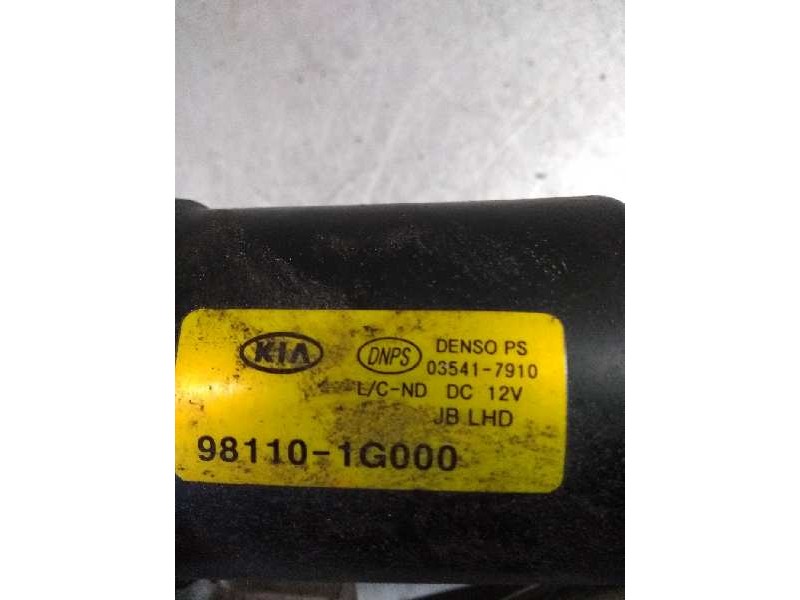 KIA DNPS DENSO PS
03541-7910
L/C-ND DC 12V
JB LHD
98110-1G000